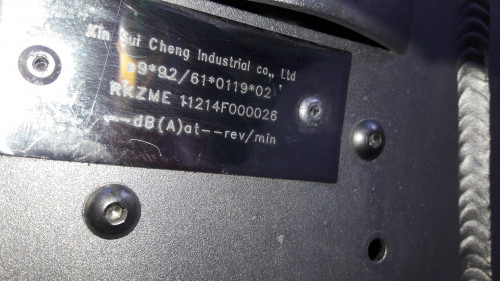 Xin Sui Cheng Industrial co., Ltd
e9*92/61*0119*02
RKZME 11214F000026
--dB(A)at--rev/min